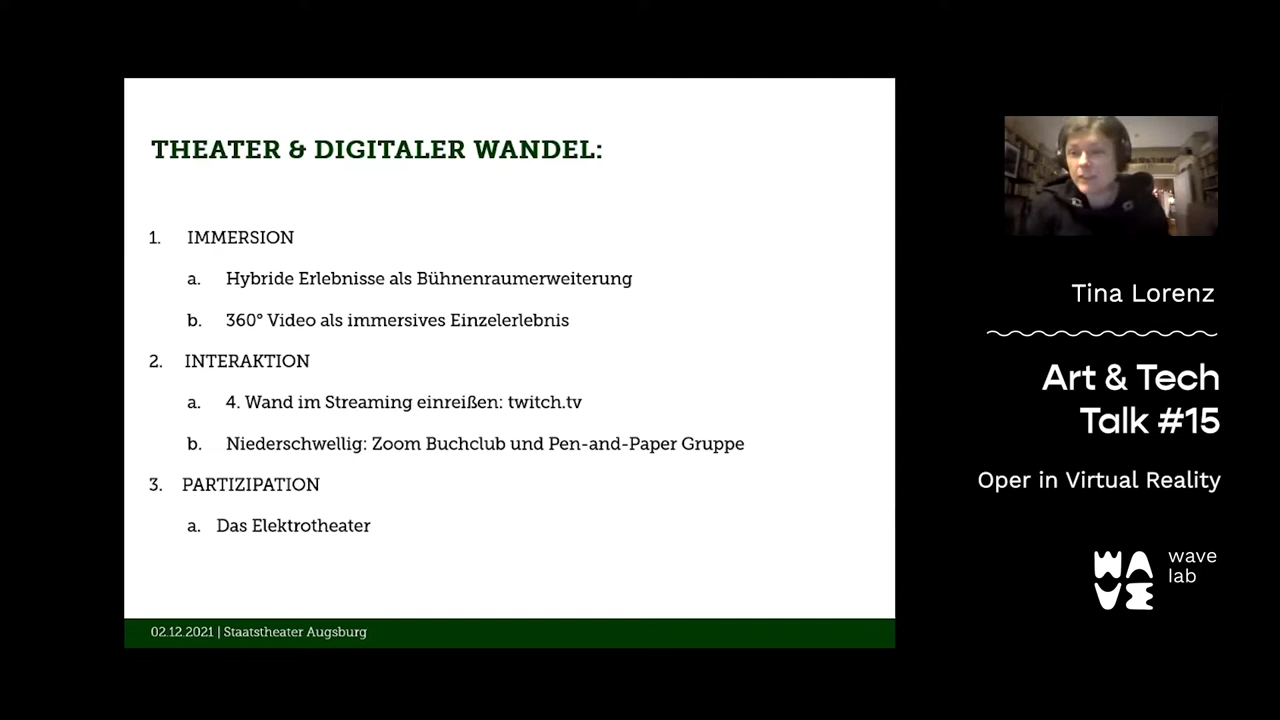 THEATER & DIGITALER WANDEL:
1. IMMERSION
a. Hybride Erlebnisse als Bühnenraumerweiterung
b. 360° Video als immersives Einzelerlebnis
2. INTERAKTION
a. 4. Wand im Streaming einreißen: twitch.tv
b. Niederschwellig: Zoom Buchclub und Pen-and-Paper Gruppe
3. PARTIZIPATION
a. Das Elektrotheater
02.12.2021 | Staatstheater Augsburg
Tina Lorenz
Art & Tech
Talk #15
Oper in Virtual Reality
WAVE
wave
lab